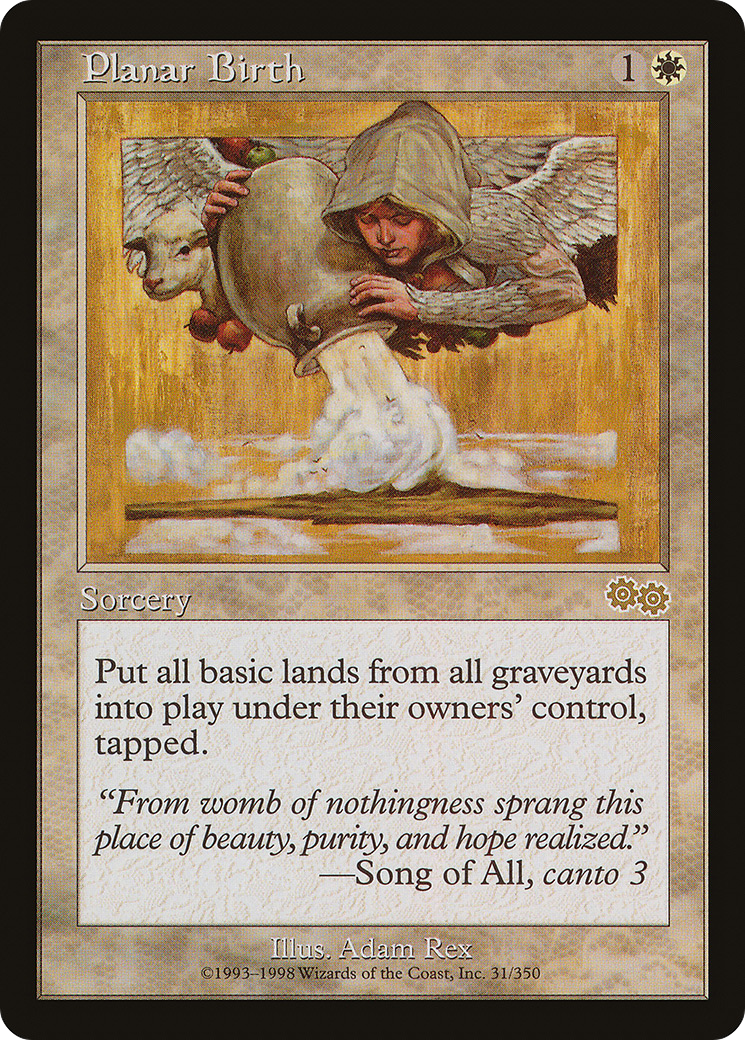 Planar Birth 1
Sorcery
Put all basic lands from all graveyards
into play under their owners’ control,
tapped.
“From womb of nothingness sprang this
place of beauty, purity, and hope realized.”
—Song of All, canto 3
Illus. Adam Rex
©1993–1998 Wizards of the Coast, Inc. 31/350